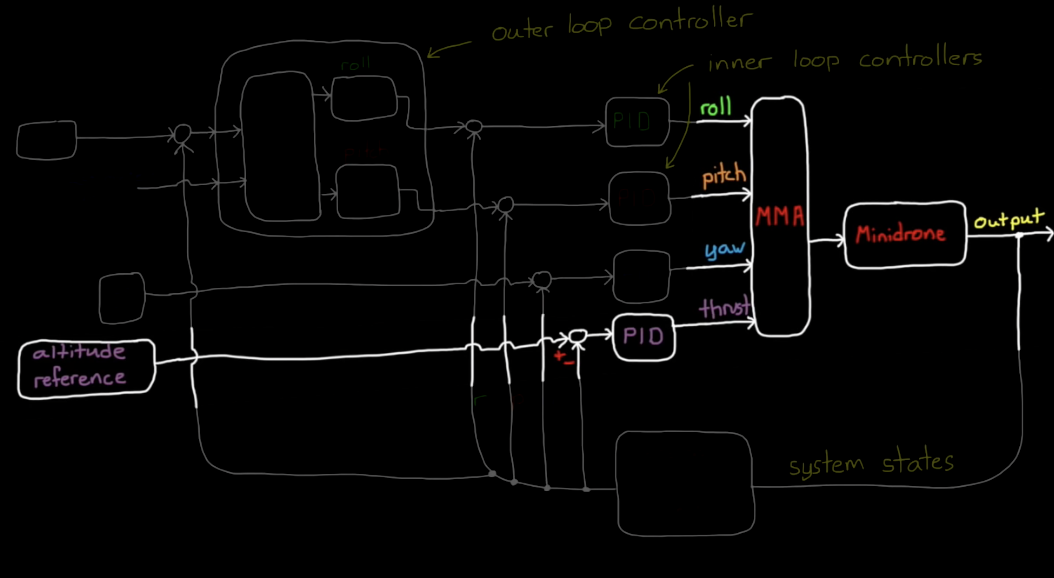 outer loop controller
inner loop controllers
roll
PID
roll
pitch
MMA
yaw
Minidrone
output
thrust
PID
altitude
reference
+
-
system states